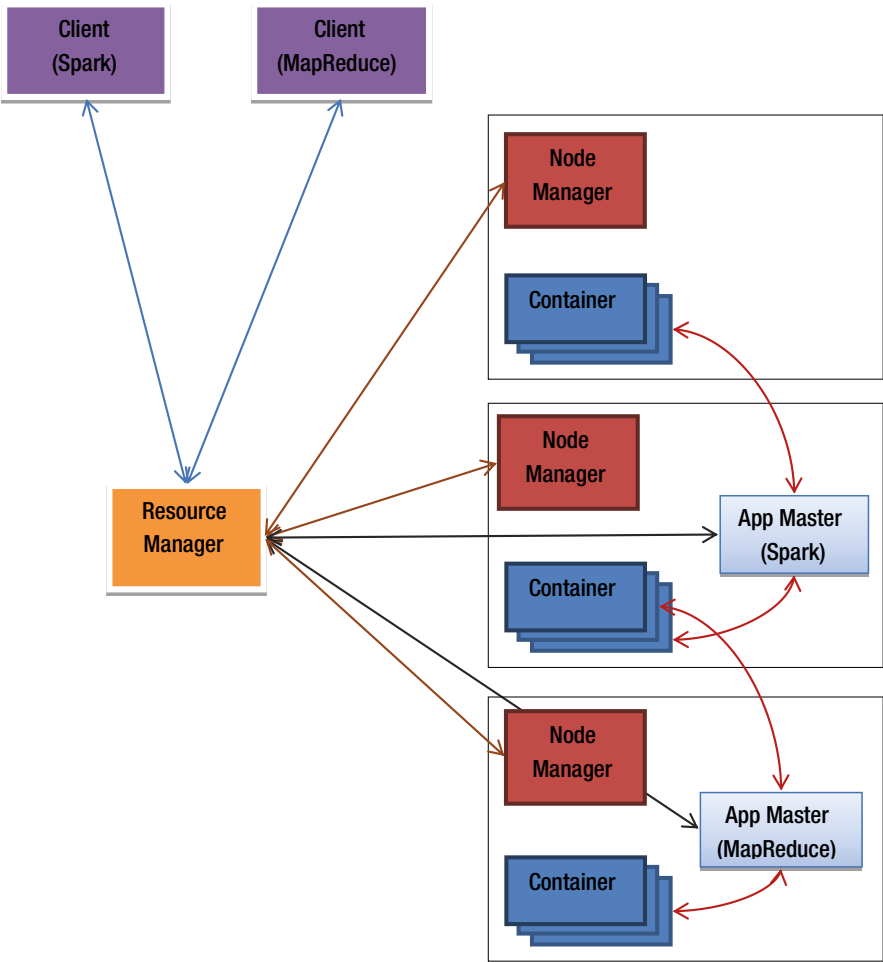 Client
(Spark)
Client
(MapReduce)
Node
Manager
Container
Node
Manager
Resource
Manager
App Master
(Spark)
Container
Node
Manager
App Master
(MapReduce)
Container